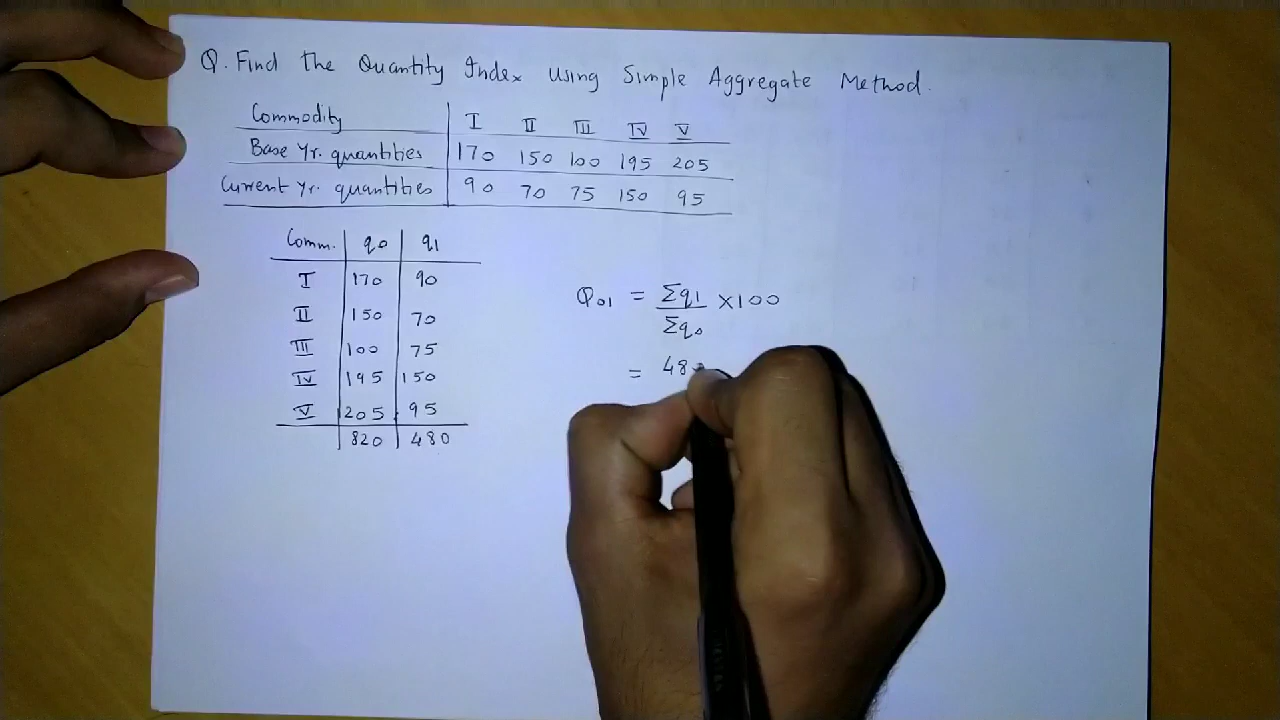 Q. Find the Quantity Index using Simple Aggregate Method.
Commodity I II III IV V
Base Yr. quantities 170 150 100 195 205
Current Yr. quantities 90 70 75 150 95
Comm. q0 q1
I 170 90
II 150 70
III 100 75
IV 195 150
V 205 95
820 480
Q01 = Σq1 ×100
Σq0
= 48